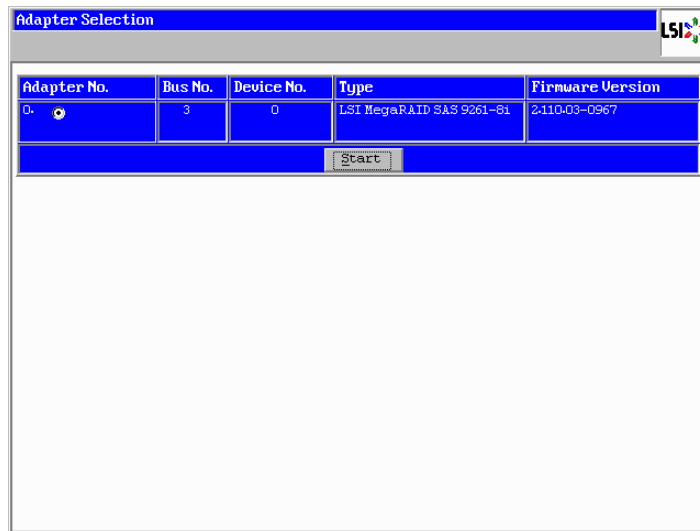 Adapter Selection
LSI
Adapter No. Bus No. Device No. Type Firmware Version
0. 3 0 LSI MegaRAID SAS 9261-8i 2.110.03-0967
Start